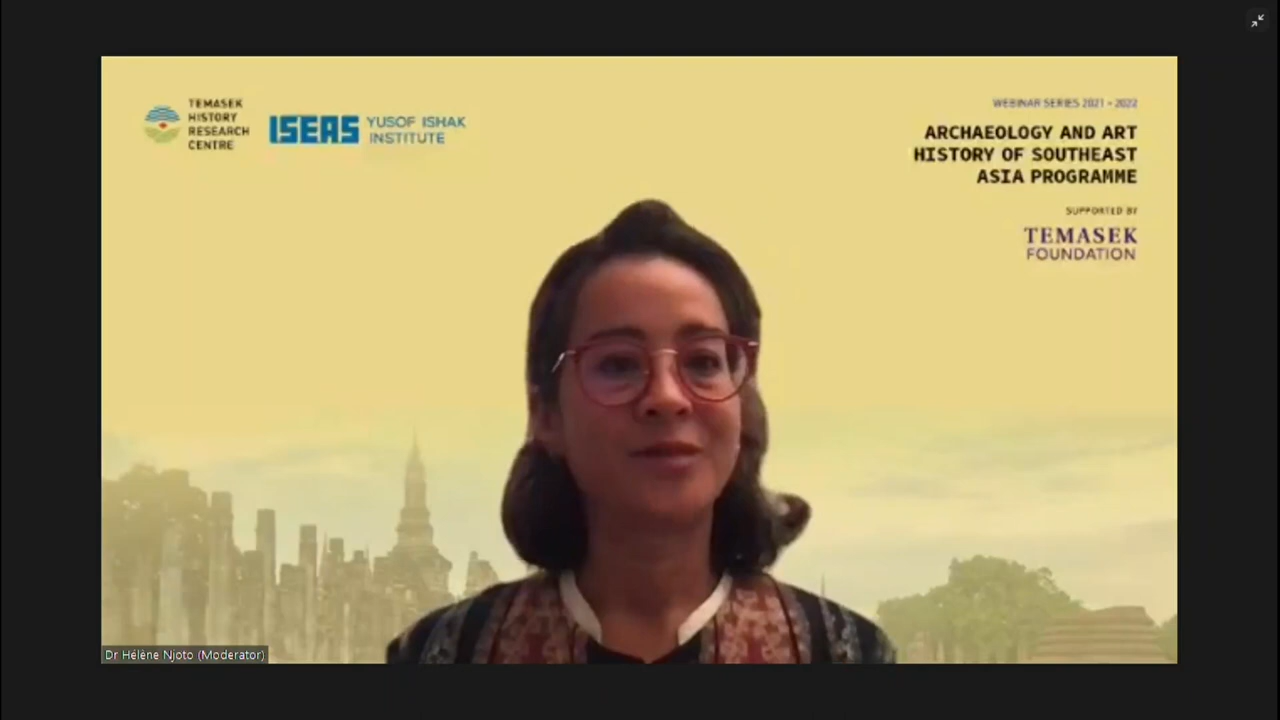 TEMASEK
HISTORY
RESEARCH
CENTRE
ISEAS
YUSOF ISHAK
INSTITUTE
WEBINAR SERIES 2021 - 2022
ARCHAEOLOGY AND ART
HISTORY OF SOUTHEAST
ASIA PROGRAMME
SUPPORTED BY
TEMASEK
FOUNDATION
Dr Hélène Njoto (Moderator)